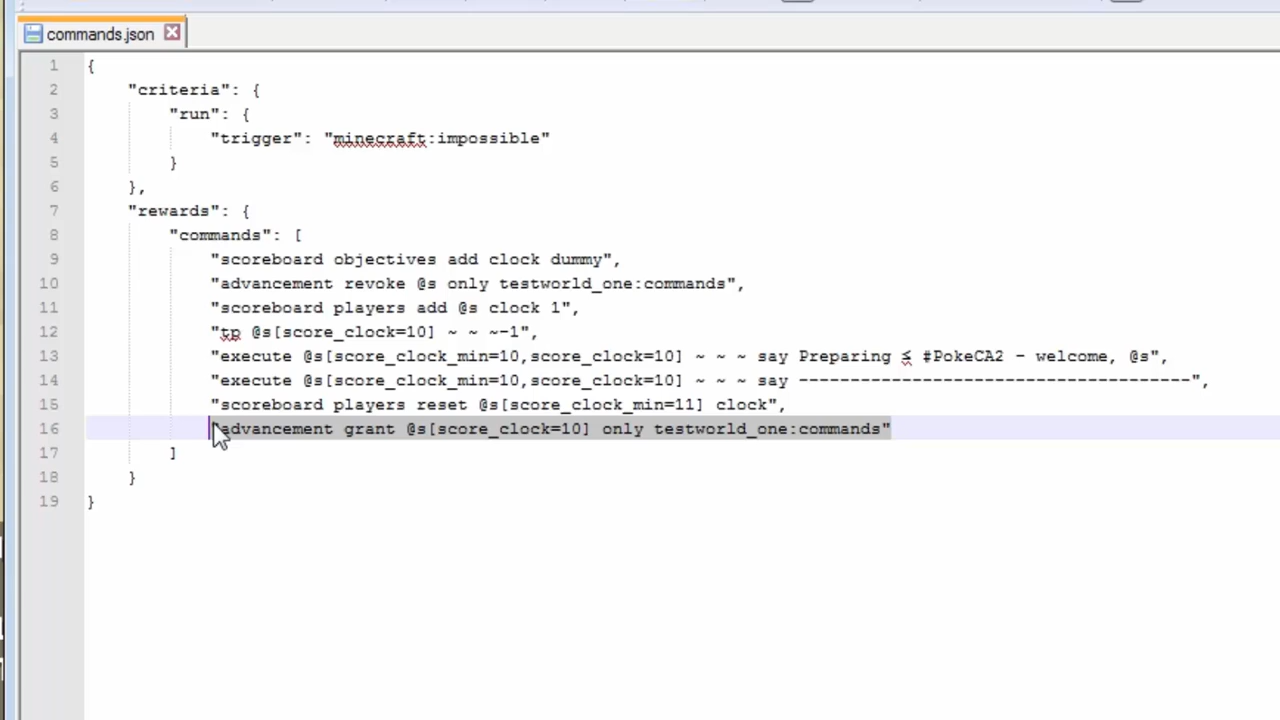 commands.json
1 {
2 "criteria": {
3 "run": {
4 "trigger": "minecraft:impossible"
5 }
6 },
7 "rewards": {
8 "commands": [
9 "scoreboard objectives add clock dummy",
10 "advancement revoke @s only testworld_one:commands",
11 "scoreboard players add @s clock 1",
12 "tp @s[score_clock=10] ~ ~ ~-1",
13 "execute @s[score_clock_min=10,score_clock=10] ~ ~ ~ say Preparing ≤ #PokeCA2 - welcome, @s",
14 "execute @s[score_clock_min=10,score_clock=10] ~ ~ ~ say --------------------------------------",
15 "scoreboard players reset @s[score_clock_min=11] clock",
16 "advancement grant @s[score_clock=10] only testworld_one:commands"
17 ]
18 }
19 }